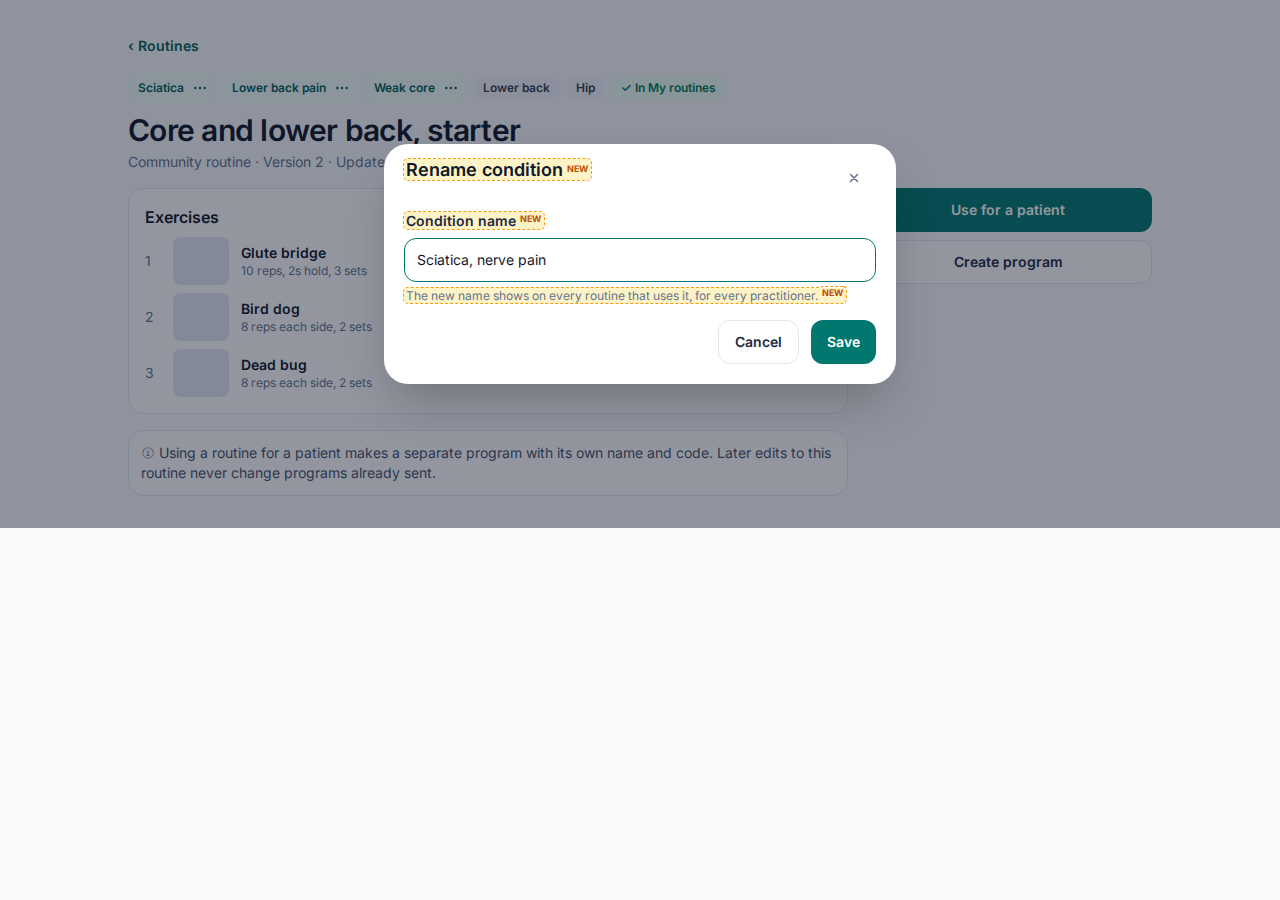 ‹ Routines
Sciatica ··· Lower back pain ··· Weak core ··· Lower back Hip ✓ In My routines
Core and lower back, starter
Community routine · Version 2 · Update
Rename condition NEW
×
Condition name NEW
Sciatica, nerve pain
The new name shows on every routine that uses it, for every practitioner. NEW
Cancel Save
Use for a patient
Create program
Exercises
1 Glute bridge
10 reps, 2s hold, 3 sets
2 Bird dog
8 reps each side, 2 sets
3 Dead bug
8 reps each side, 2 sets
ⓘ Using a routine for a patient makes a separate program with its own name and code. Later edits to this
routine never change programs already sent.